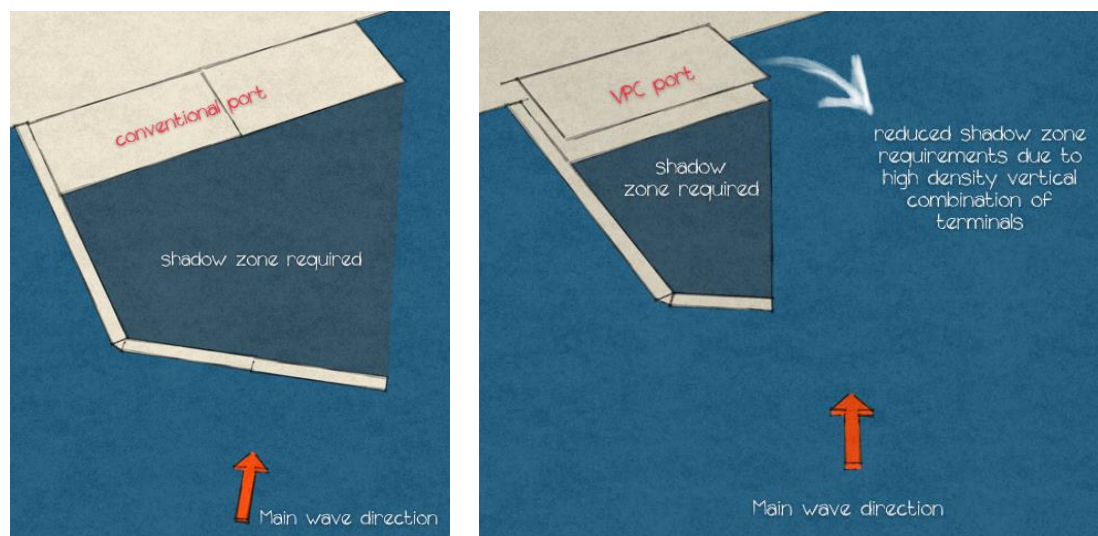 conventional port
shadow zone required
Main wave direction
VPC port
shadow
zone required
reduced shadow zone
requirements due to
high density vertical
combination of
terminals
Main wave direction